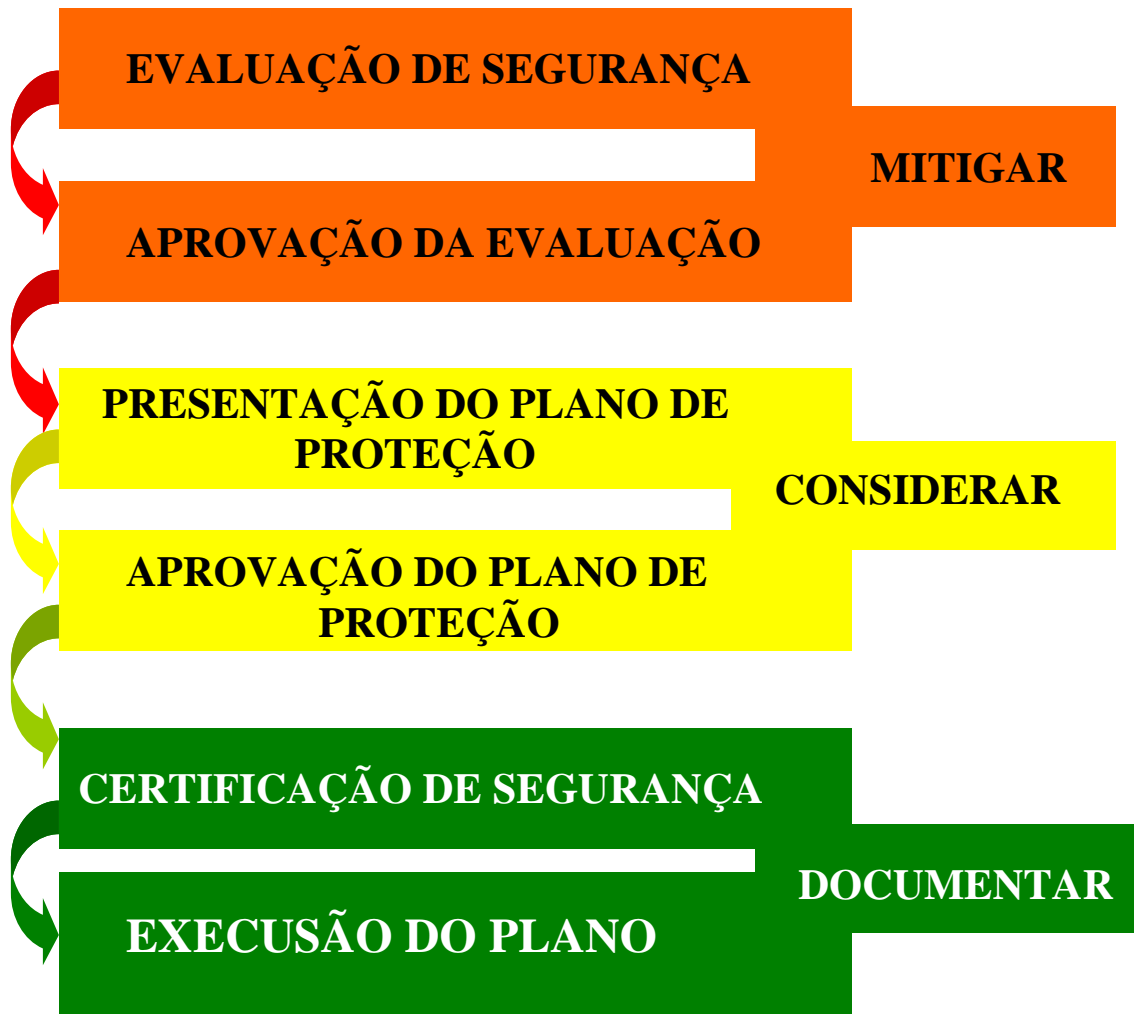 EVALUAÇÃO DE SEGURANÇA
MITIGAR
APROVAÇÃO DA EVALUAÇÃO
PRESENTAÇÃO DO PLANO DE
PROTEÇÃO
CONSIDERAR
APROVAÇÃO DO PLANO DE
PROTEÇÃO
CERTIFICAÇÃO DE SEGURANÇA
DOCUMENTAR
EXECUSÃO DO PLANO